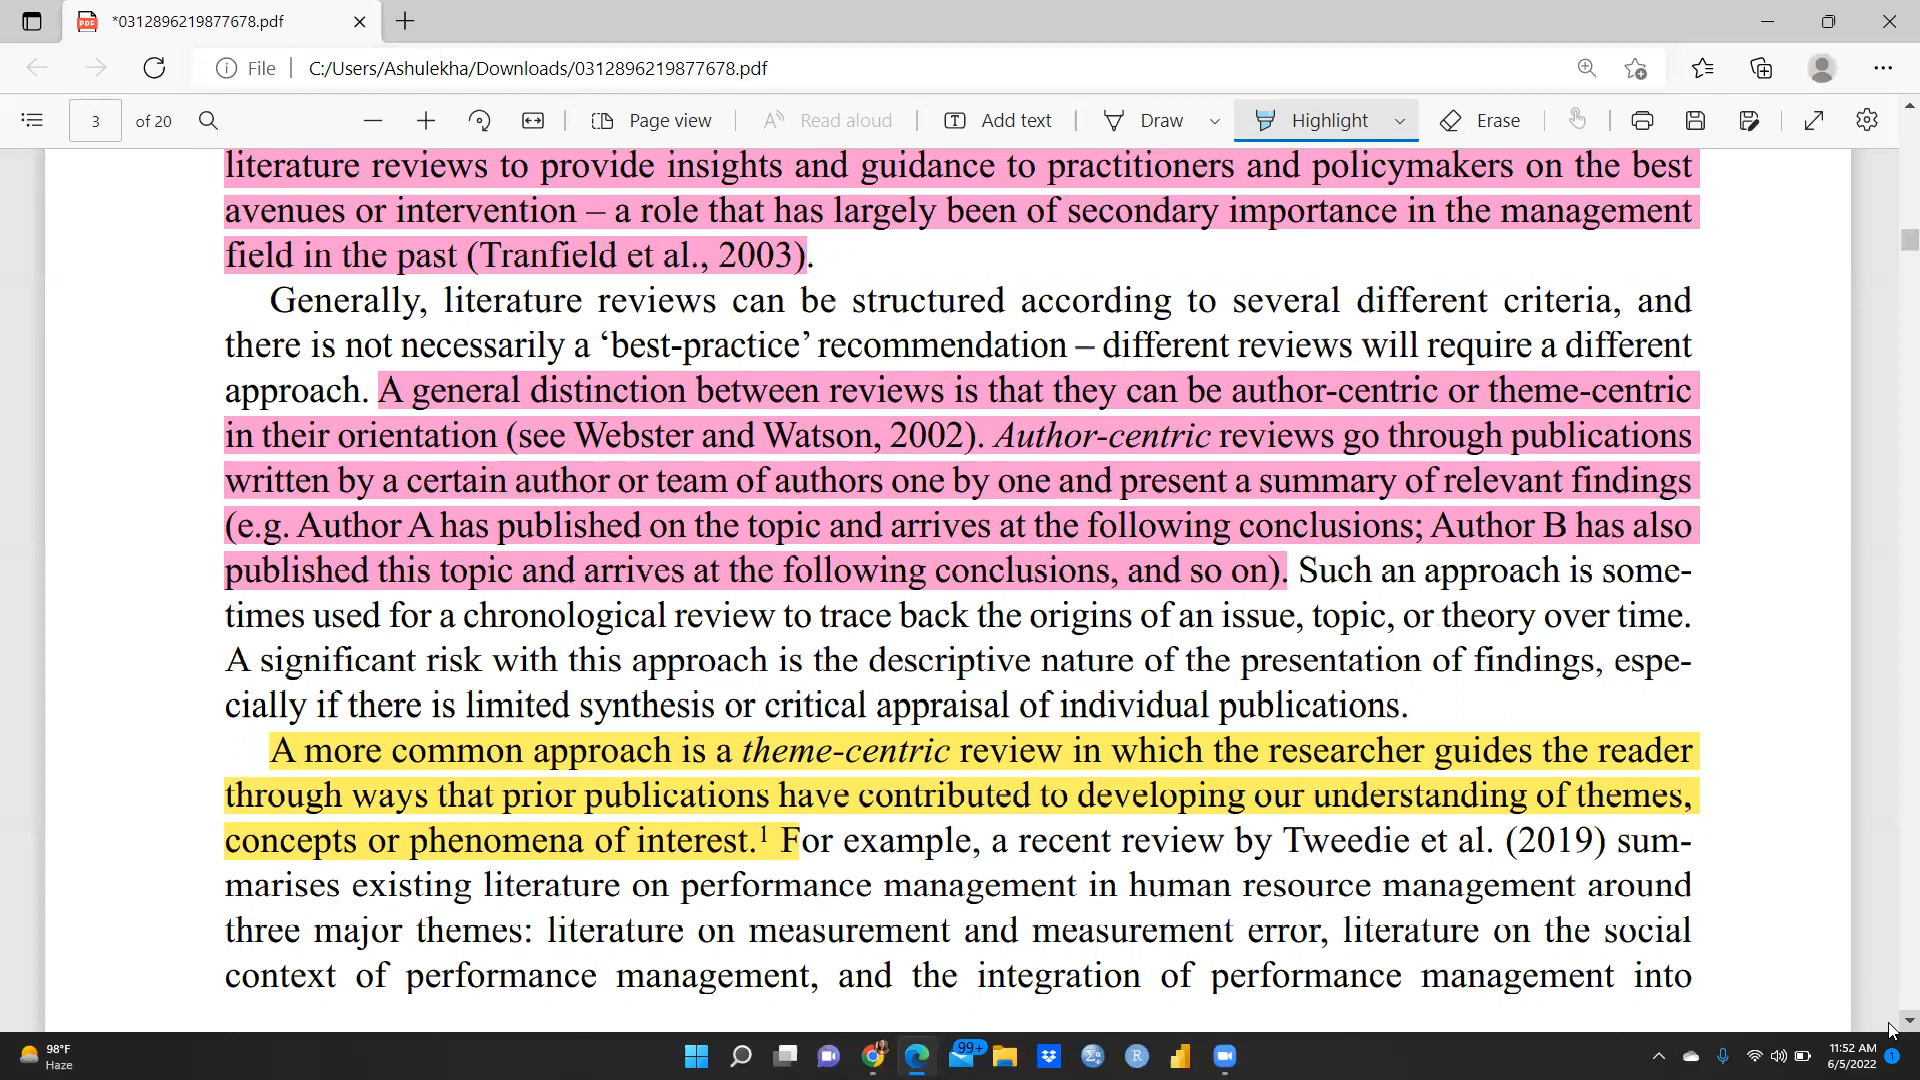 *0312896219877678.pdf
File
C:/Users/Ashulekha/Downloads/0312896219877678.pdf
3 of 20
Page view
Read aloud
Add text
Draw
Highlight
Erase
literature reviews to provide insights and guidance to practitioners and policymakers on the best
avenues or intervention – a role that has largely been of secondary importance in the management
field in the past (Tranfield et al., 2003).
Generally, literature reviews can be structured according to several different criteria, and
there is not necessarily a ‘best-practice’ recommendation – different reviews will require a different
approach. A general distinction between reviews is that they can be author-centric or theme-centric
in their orientation (see Webster and Watson, 2002). Author-centric reviews go through publications
written by a certain author or team of authors one by one and present a summary of relevant findings
(e.g. Author A has published on the topic and arrives at the following conclusions; Author B has also
published this topic and arrives at the following conclusions, and so on). Such an approach is some-
times used for a chronological review to trace back the origins of an issue, topic, or theory over time.
A significant risk with this approach is the descriptive nature of the presentation of findings, espe-
cially if there is limited synthesis or critical appraisal of individual publications.
A more common approach is a theme-centric review in which the researcher guides the reader
through ways that prior publications have contributed to developing our understanding of themes,
concepts or phenomena of interest.¹ For example, a recent review by Tweedie et al. (2019) sum-
marises existing literature on performance management in human resource management around
three major themes: literature on measurement and measurement error, literature on the social
context of performance management, and the integration of performance management into
98°F
Haze
99+
11:52 AM
6/5/2022
1